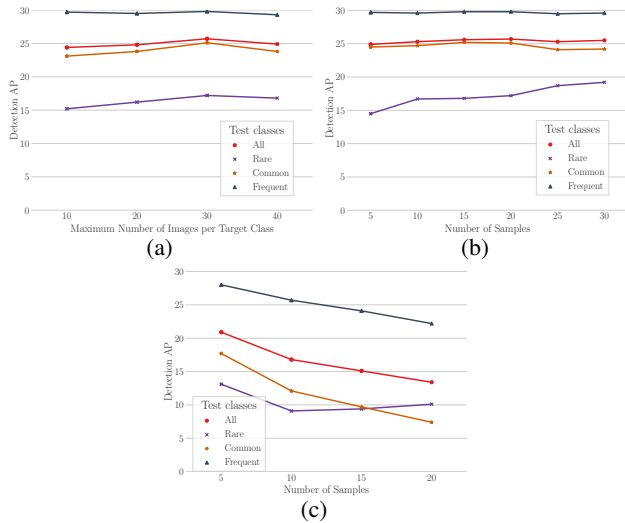 30
25
20
15
10
5
0
Detection AP
Test classes
All
Rare
Common
Frequent
10 20 30 40
Maximum Number of Images per Target Class
(a)
30
25
20
15
10
5
0
Detection AP
Test classes
All
Rare
Common
Frequent
5 10 15 20 25 30
Number of Samples
(b)
30
25
20
15
10
5
0
Detection AP
Test classes
All
Rare
Common
Frequent
5 10 15 20
Number of Samples
(c)